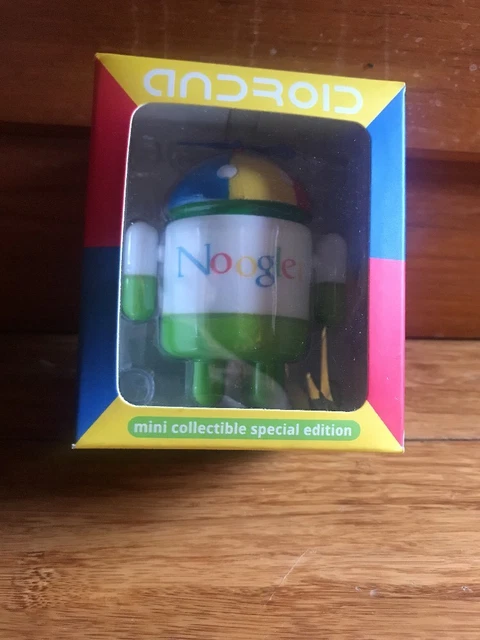 ANDROID
Noogle
mini collectible special edition